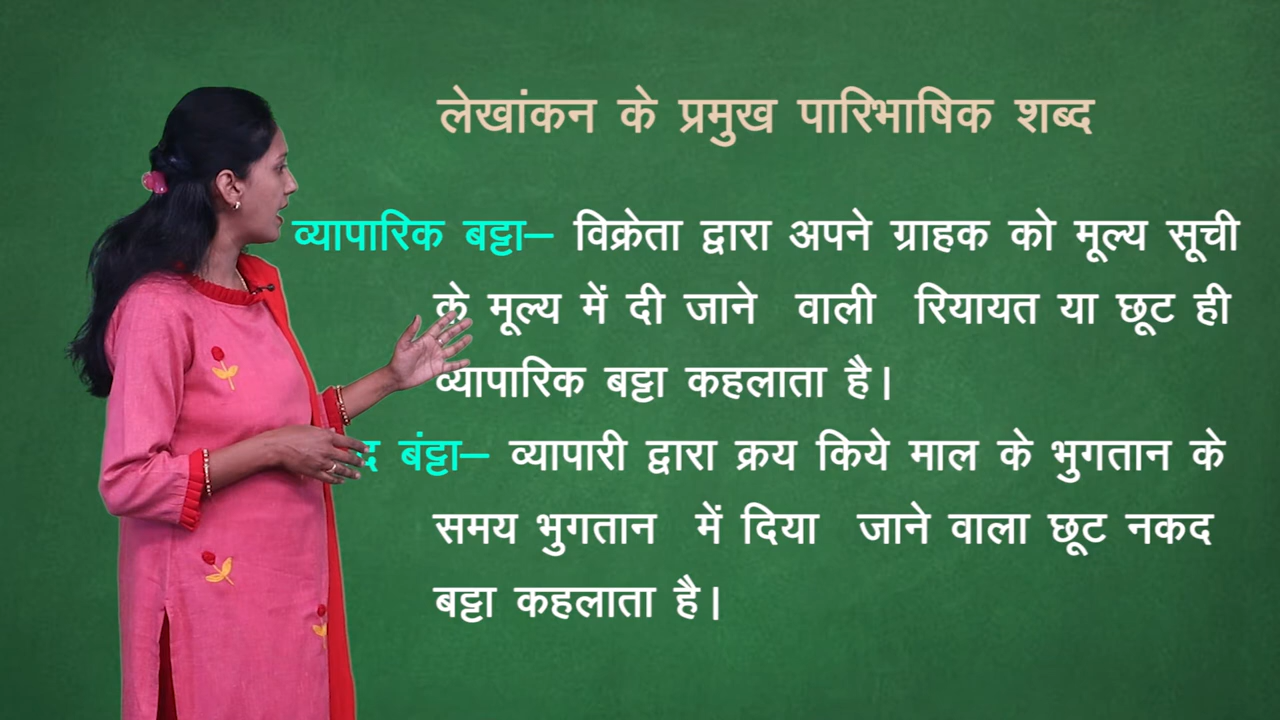 लेखांकन के प्रमुख पारिभाषिक शब्द
व्यापारिक बट्टा– विक्रेता द्वारा अपने ग्राहक को मूल्य सूची
के मूल्य में दी जाने वाली रियायत या छूट ही
व्यापारिक बट्टा कहलाता है।
बंट्टा– व्यापारी द्वारा क्रय किये माल के भुगतान के
समय भुगतान में दिया जाने वाला छूट नकद
बट्टा कहलाता है।